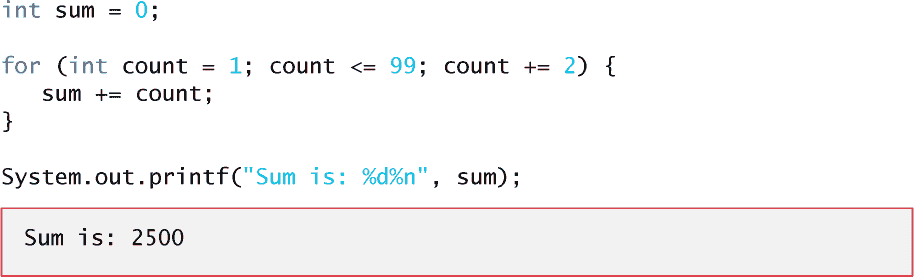 int sum = 0;
for (int count = 1; count <= 99; count += 2) {
   sum += count;
}
System.out.printf("Sum is: %d%n", sum);
Sum is: 2500